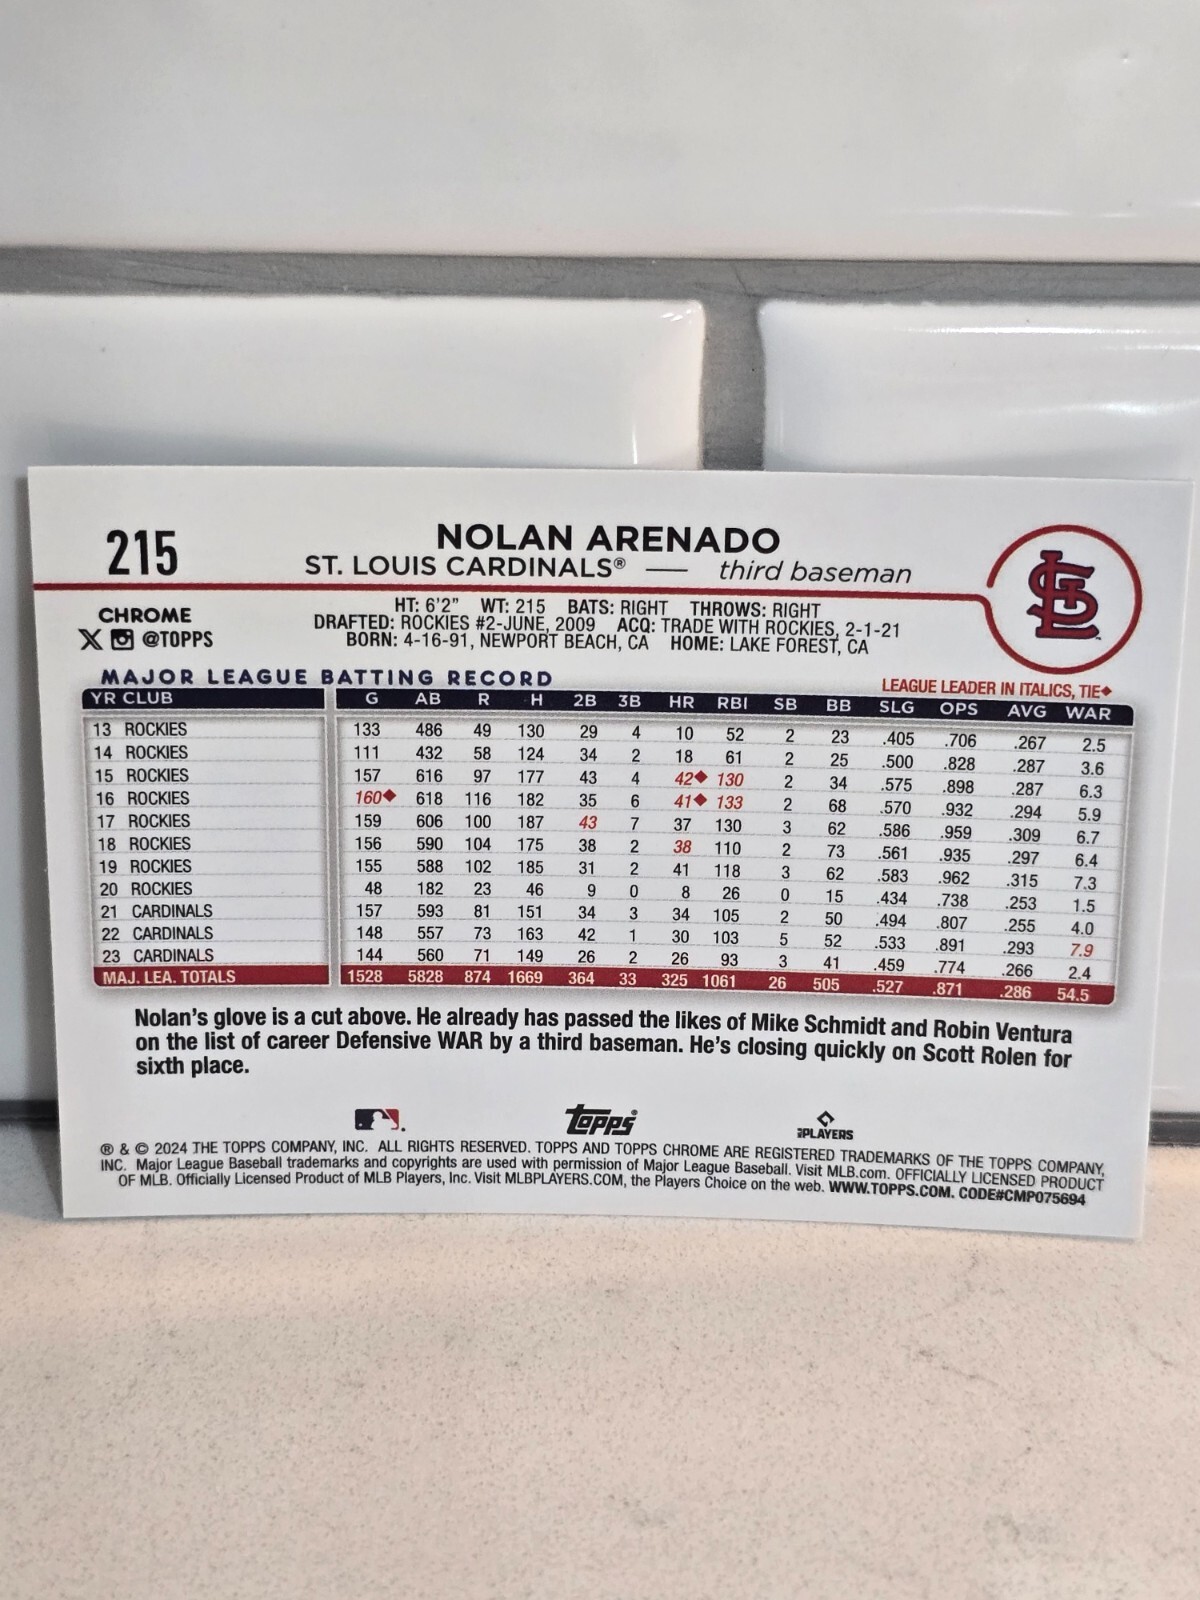 215
NOLAN ARENADO
ST. LOUIS CARDINALS® — third baseman
STL
CHROME
@TOPPS
HT: 6'2" WT: 215 BATS: RIGHT THROWS: RIGHT
DRAFTED: ROCKIES #2-JUNE, 2009 ACQ: TRADE WITH ROCKIES, 2-1-21
BORN: 4-16-91, NEWPORT BEACH, CA HOME: LAKE FOREST, CA
MAJOR LEAGUE BATTING RECORD
LEAGUE LEADER IN ITALICS, TIE◆
YR CLUB G AB R H 2B 3B HR RBI SB BB SLG OPS AVG WAR
13 ROCKIES 133 486 49 130 29 4 10 52 2 23 .405 .706 .267 2.5
14 ROCKIES 111 432 58 124 34 2 18 61 2 25 .500 .828 .287 3.6
15 ROCKIES 157 616 97 177 43 4 42◆ 130 2 34 .575 .898 .287 6.3
16 ROCKIES 160◆ 618 116 182 35 6 41◆ 133 2 68 .570 .932 .294 5.9
17 ROCKIES 159 606 100 187 43 7 37 130 3 62 .586 .959 .309 6.7
18 ROCKIES 156 590 104 175 38 2 38 110 2 73 .561 .935 .297 6.4
19 ROCKIES 155 588 102 185 31 2 41 118 3 62 .583 .962 .315 7.3
20 ROCKIES 48 182 23 46 9 0 8 26 0 15 .434 .738 .253 1.5
21 CARDINALS 157 593 81 151 34 3 34 105 2 50 .494 .807 .255 4.0
22 CARDINALS 148 557 73 163 42 1 30 103 5 52 .533 .891 .293 7.9
23 CARDINALS 144 560 71 149 26 2 26 93 3 41 .459 .774 .266 2.4
MAJ. LEA. TOTALS 1528 5828 874 1669 364 33 325 1061 26 505 .527 .871 .286 54.5
Nolan's glove is a cut above. He already has passed the likes of Mike Schmidt and Robin Ventura
on the list of career Defensive WAR by a third baseman. He's closing quickly on Scott Rolen for
sixth place.
topps®
PLAYERS
® & © 2024 THE TOPPS COMPANY, INC. ALL RIGHTS RESERVED. TOPPS AND TOPPS CHROME ARE REGISTERED TRADEMARKS OF THE TOPPS COMPANY,
INC. Major League Baseball trademarks and copyrights are used with permission of Major League Baseball. Visit MLB.com. OFFICIALLY LICENSED PRODUCT
OF MLB. Officially Licensed Product of MLB Players, Inc. Visit MLBPLAYERS.COM, the Players Choice on the web. WWW.TOPPS.COM. CODE#CMP075694